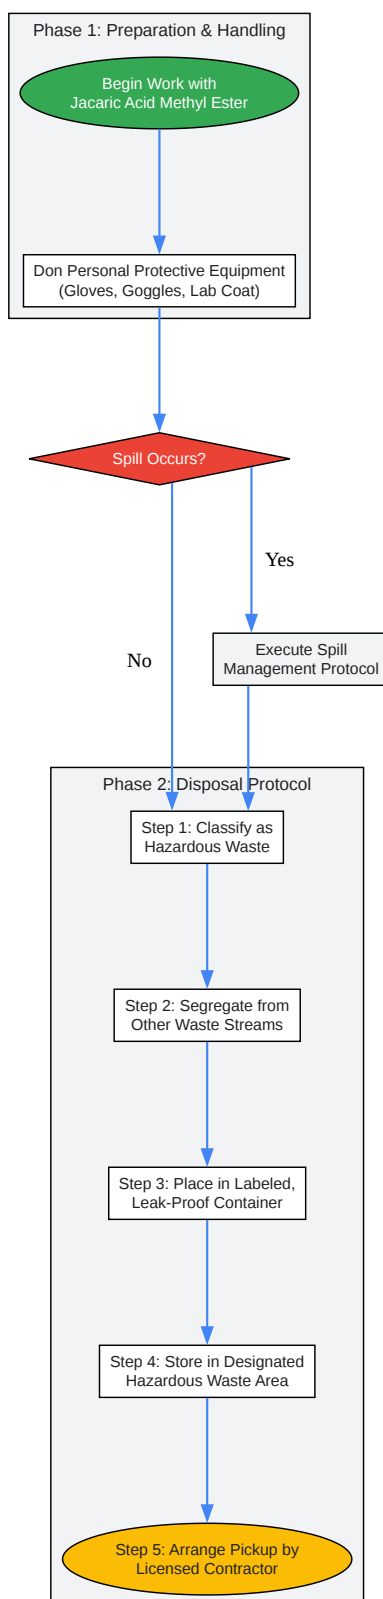 Phase 1: Preparation & Handling
Begin Work with
Jacaric Acid Methyl Ester
Don Personal Protective Equipment
(Gloves, Goggles, Lab Coat)
Spill Occurs?
Yes
Execute Spill
Management Protocol
No
Phase 2: Disposal Protocol
Step 1: Classify as
Hazardous Waste
Step 2: Segregate from
Other Waste Streams
Step 3: Place in Labeled,
Leak-Proof Container
Step 4: Store in Designated
Hazardous Waste Area
Step 5: Arrange Pickup by
Licensed Contractor